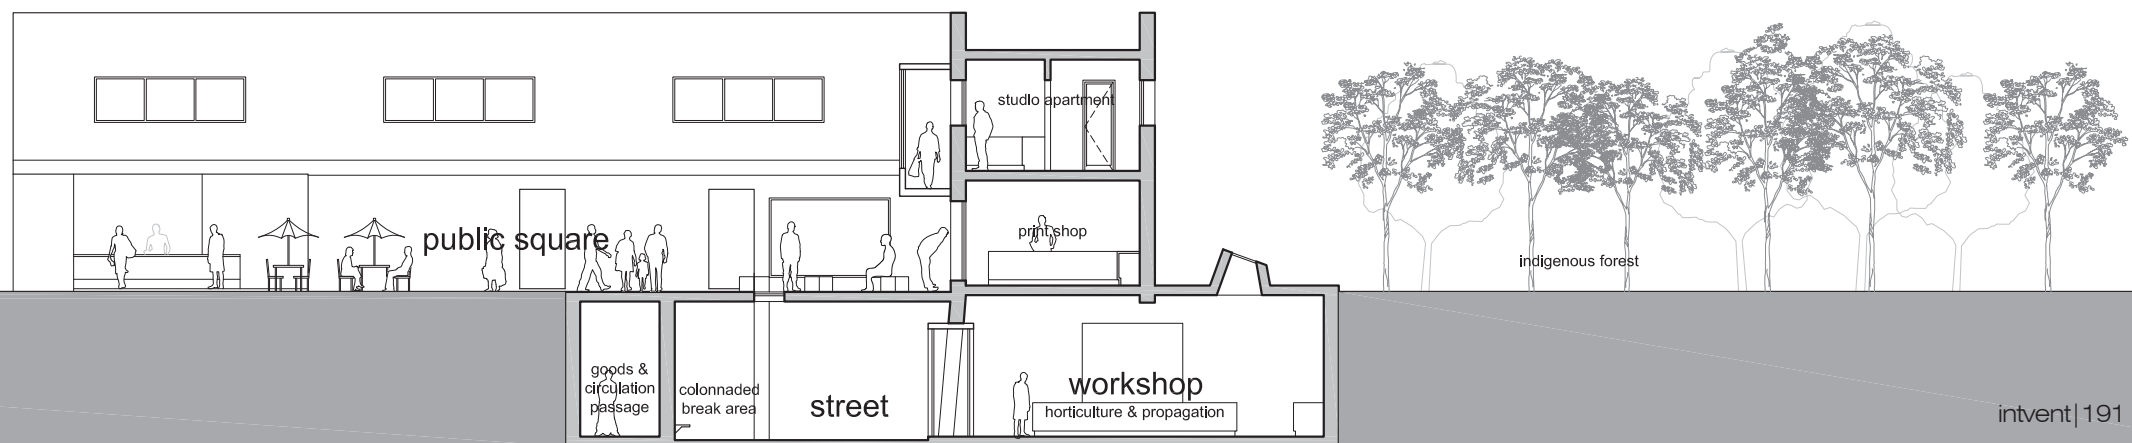 studio apartment
public square
print shop
indigenous forest
goods &
circulation
passage
colonnaded
break area
street
workshop
horticulture & propagation
intvent|191